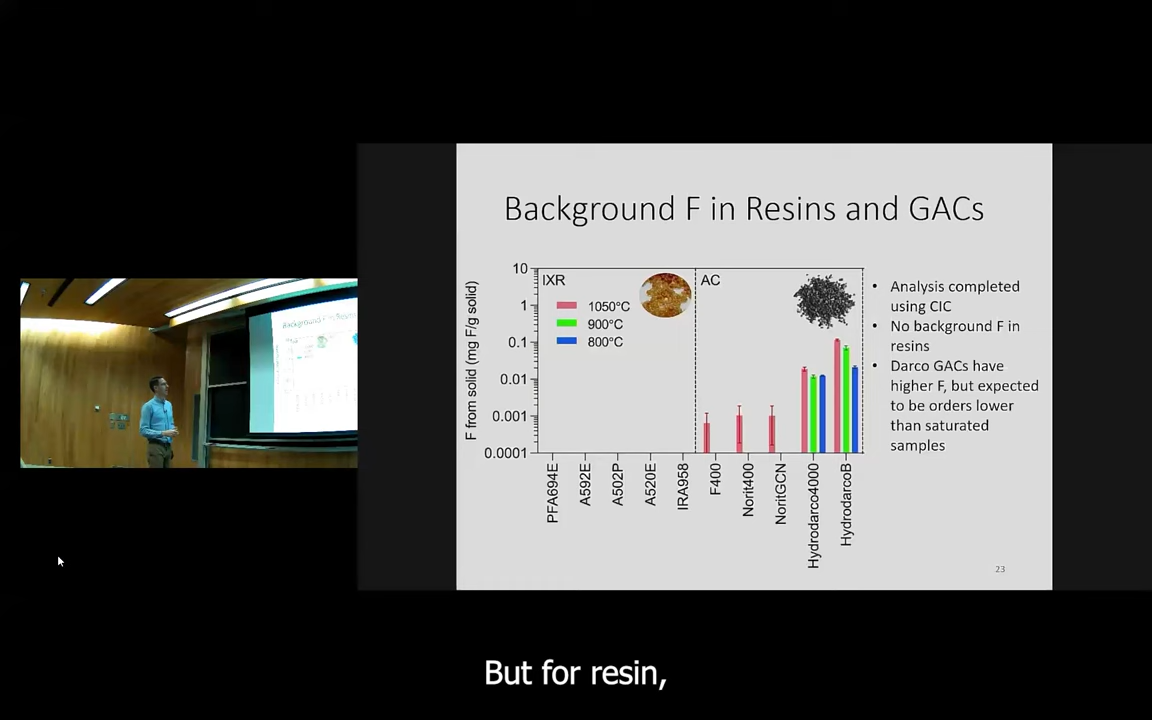 Background F in Resins and GACs
F from solid (mg F/g solid)
10
1
0.1
0.01
0.001
0.0001
IXR
1050°C
900°C
800°C
AC
PFA694E
A592E
A502P
A520E
IRA958
F400
Norit400
NoritGCN
Hydrodarco4000
HydrodarcoB
• Analysis completed
using CIC
• No background F in
resins
• Darco GACs have
higher F, but expected
to be orders lower
than saturated
samples
23
Background F in Resins
But for resin,